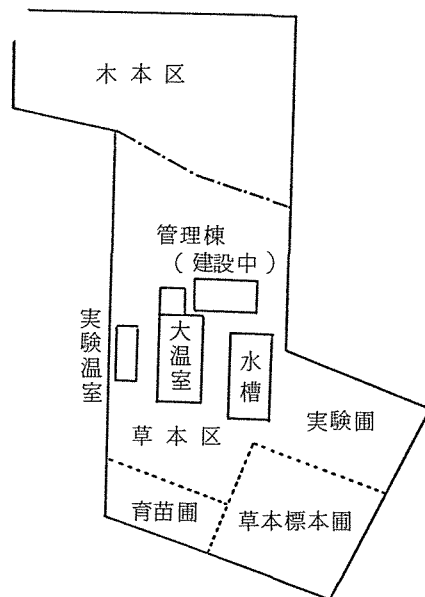 木本区
管理棟
（建設中）
実験温室
大温室
水槽
実験圃
草本区
育苗圃
草本標本圃